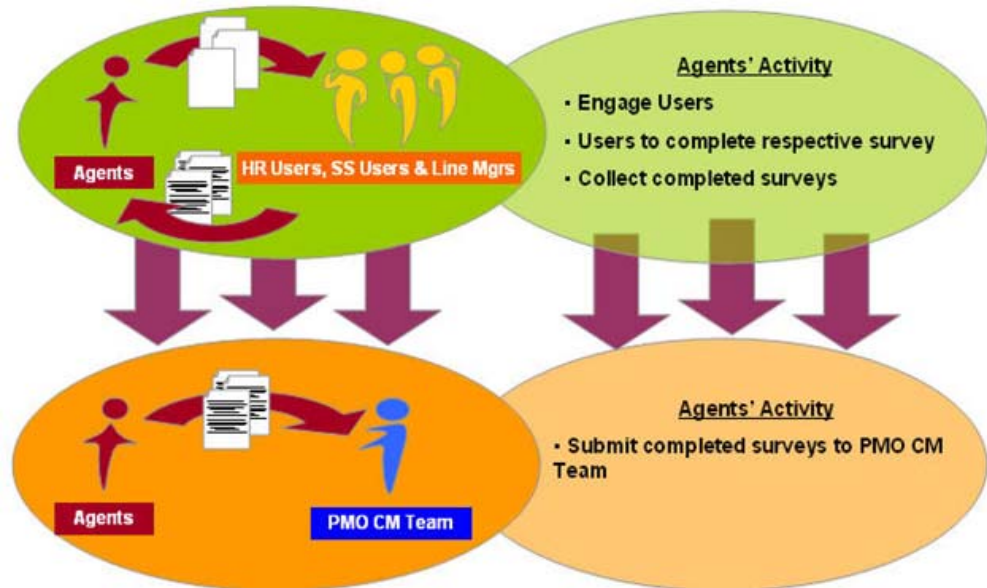 Agents
HR Users, SS Users & Line Mgrs
Agents' Activity
· Engage Users
· Users to complete respective survey
· Collect completed surveys
Agents
PMO CM Team
Agents' Activity
· Submit completed surveys to PMO CM
Team